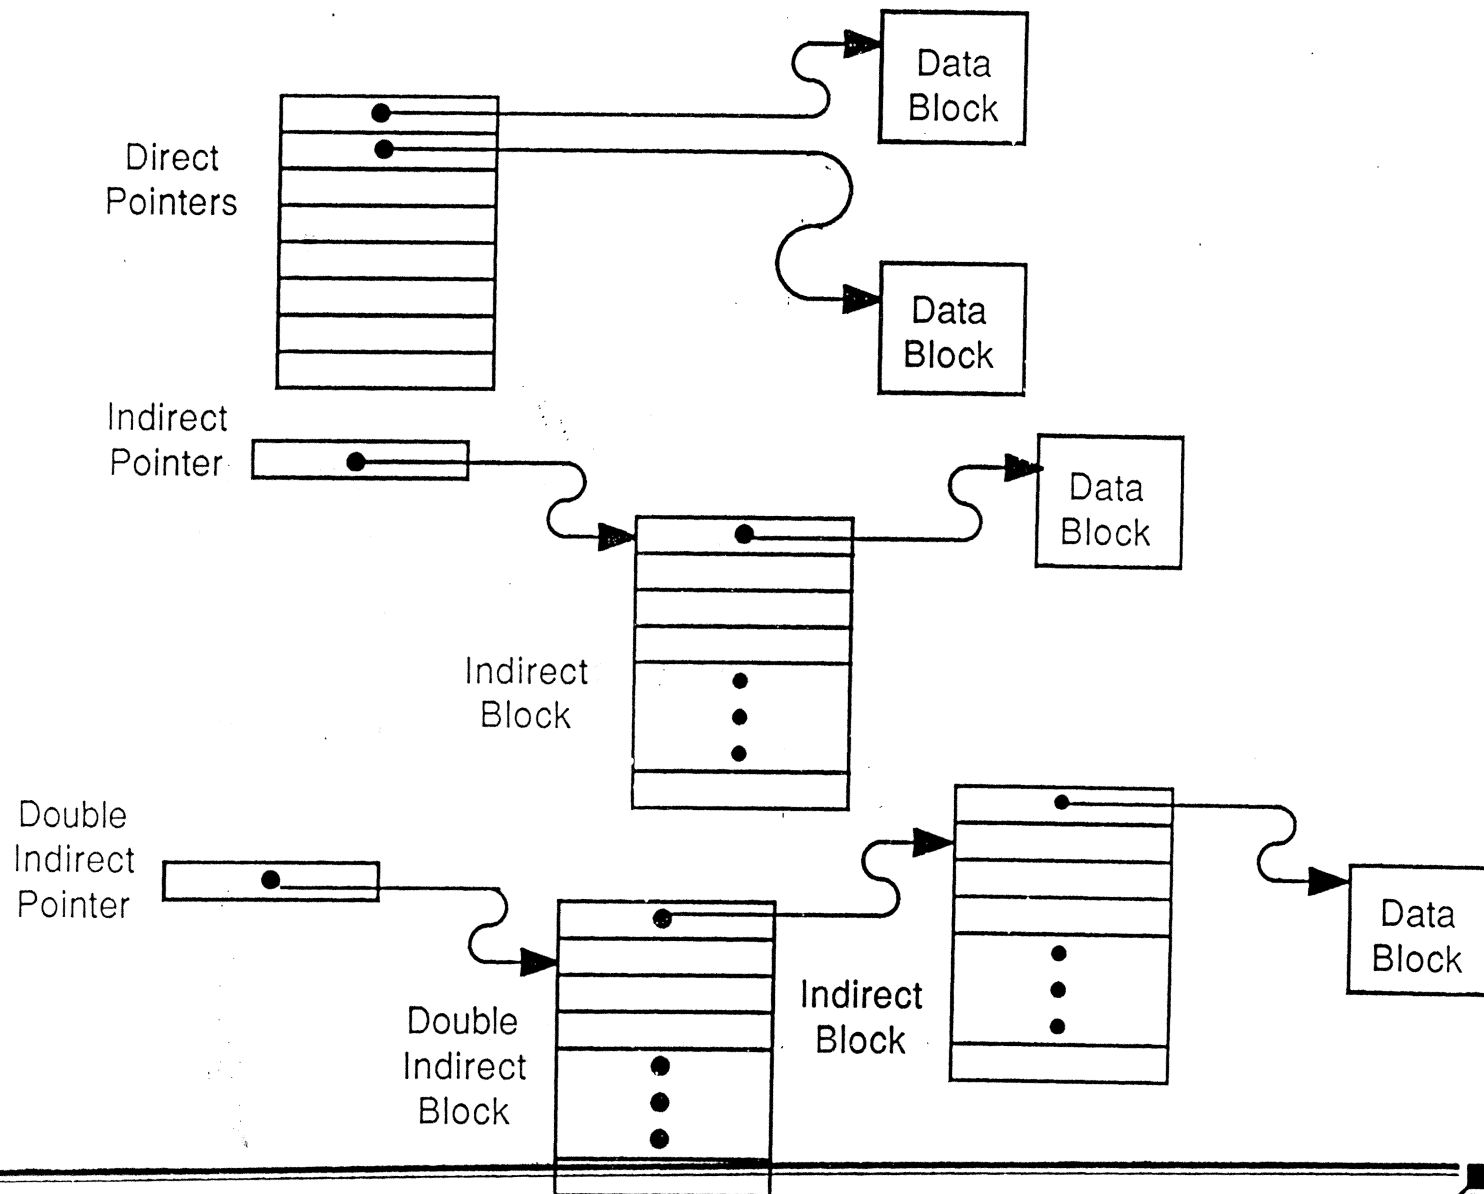 Data
Block
Direct
Pointers
Data
Block
Indirect
Pointer
Data
Block
Indirect
Block
Double
Indirect
Pointer
Data
Block
Indirect
Block
Double
Indirect
Block